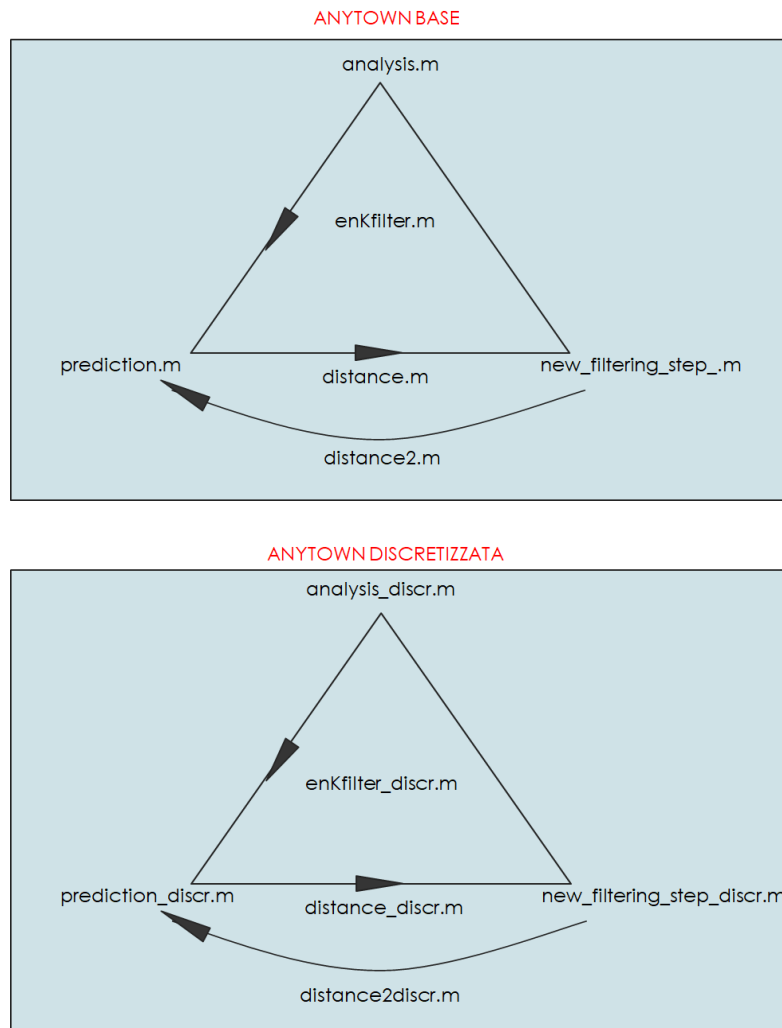 ANYTOWN BASE
analysis.m
enKfilter.m
prediction.m
new_filtering_step_.m
distance.m
distance2.m
ANYTOWN DISCRETIZZATA
analysis_discr.m
enKfilter_discr.m
prediction_discr.m
new_filtering_step_discr.m
distance_discr.m
distance2discr.m